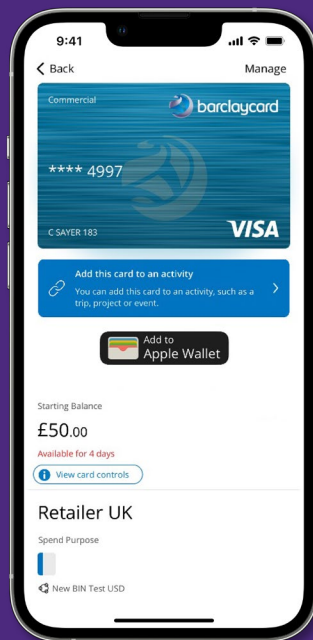 9:41
Back
Manage
Commercial
barclaycard
**** 4997
C SAYER 183
VISA
Add this card to an activity
You can add this card to an activity, such as a
trip, project or event.
Add to
Apple Wallet
Starting Balance
£50.00
Available for 4 days
View card controls
Retailer UK
Spend Purpose
New BIN Test USD